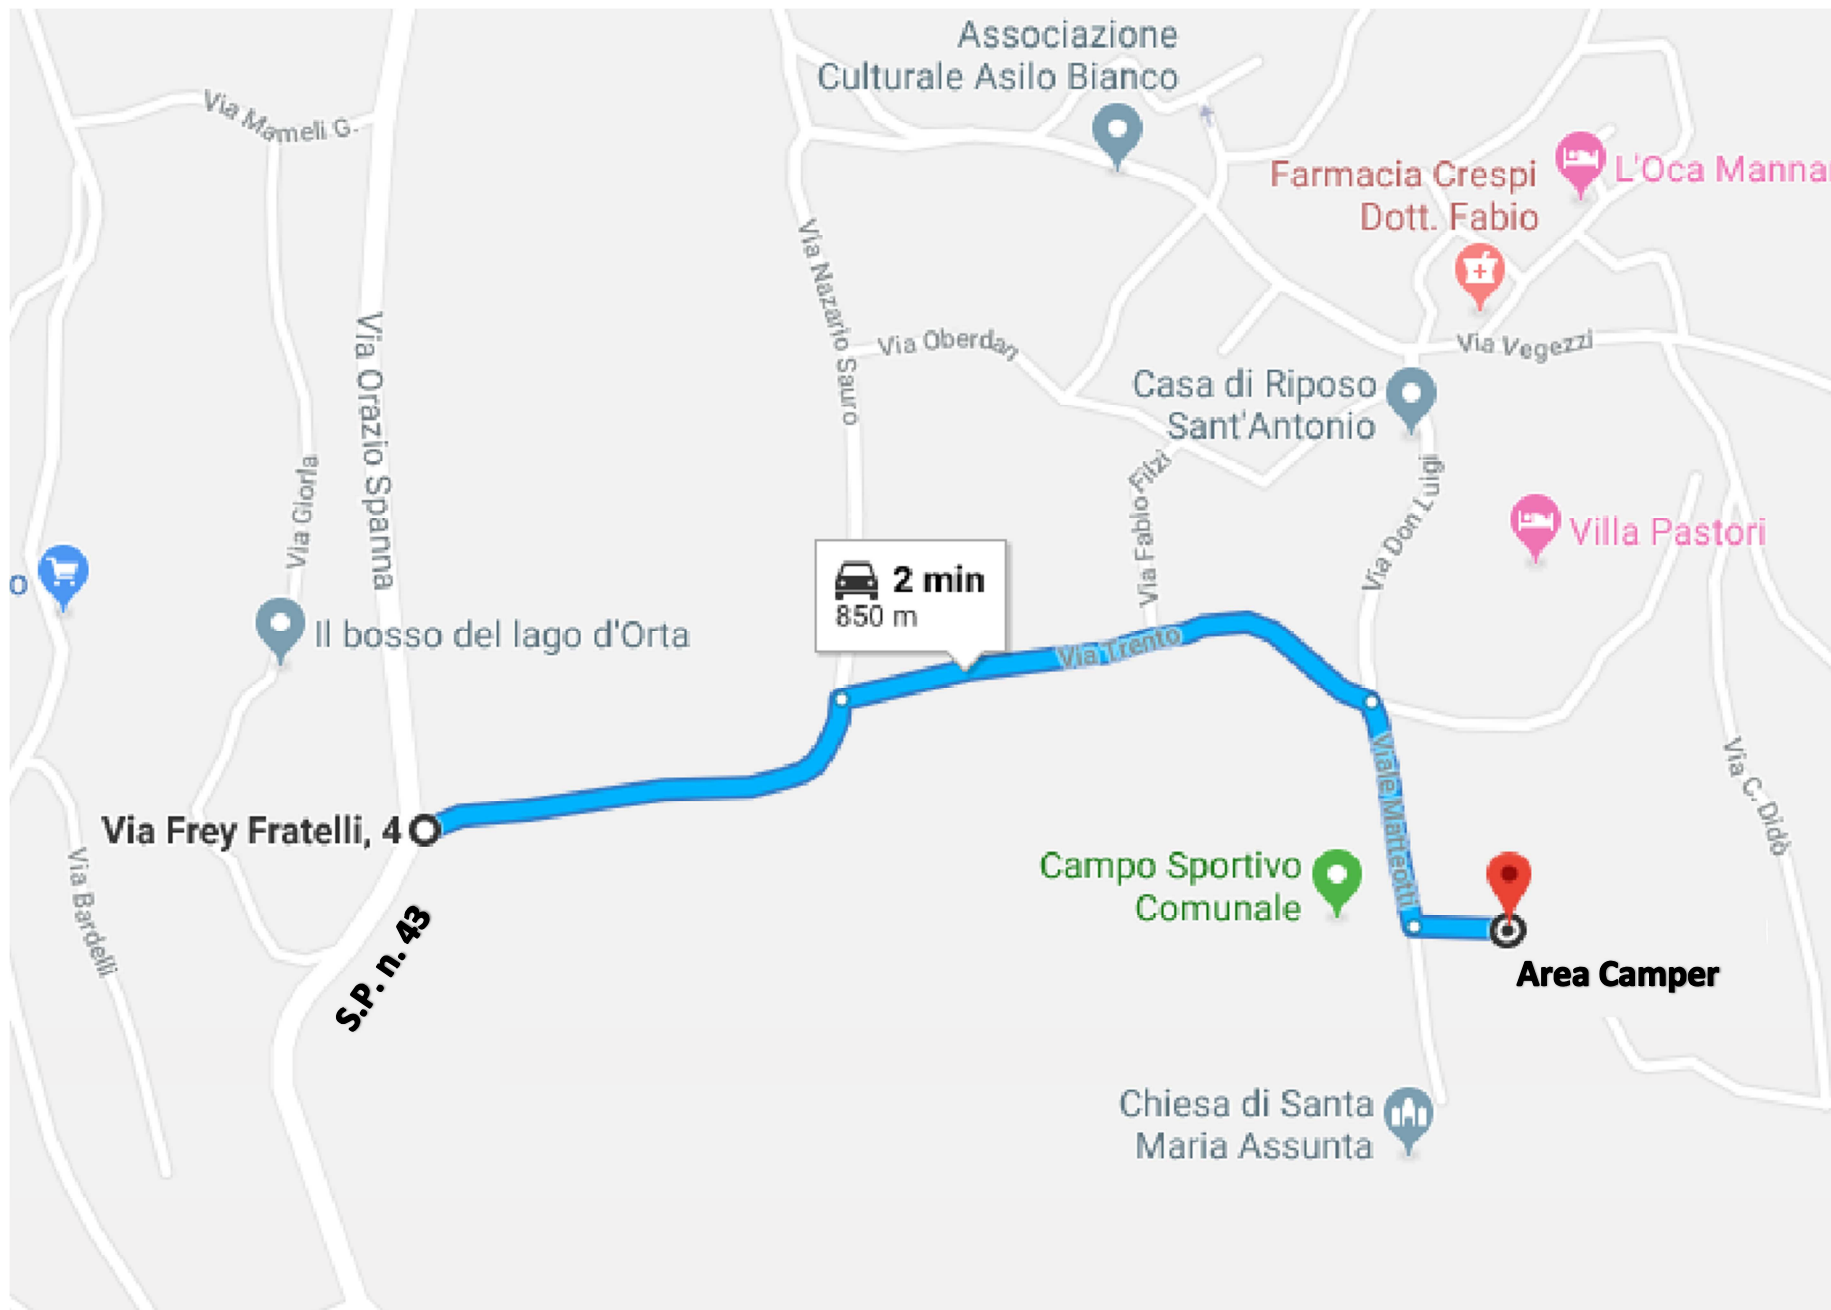 Associazione
Culturale Asilo Bianco
Via Mameli G.
Farmacia Crespi
Dott. Fabio
L'Oca Manna
Via Nazario Sauro
Via Orazio Spanna
Via Oberdan
Via Vegezzi
Casa di Riposo
Sant'Antonio
Via Giorla
Via Fabio Filzi
Via Don Luigi
Villa Pastori
o
2 min
850 m
Il bosso del lago d'Orta
Via Trento
Viale Matteotti
Via C. Didò
Via Frey Fratelli, 4
Via Bardelli
Campo Sportivo
Comunale
S.P. n. 43
Area Camper
Chiesa di Santa
Maria Assunta